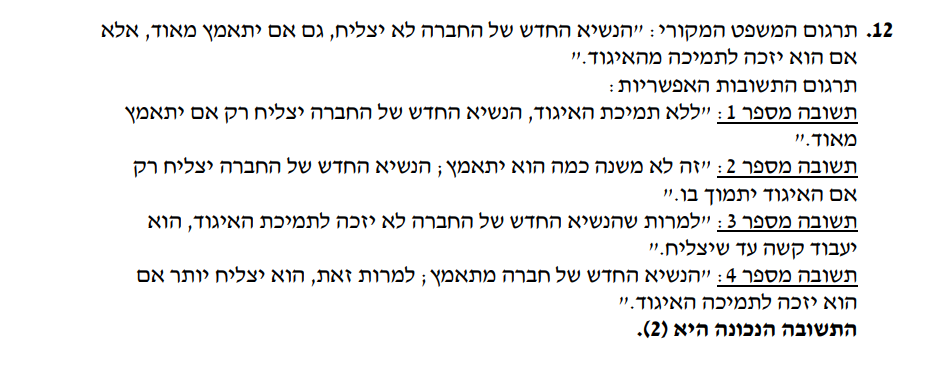 12. תרגום המשפט המקורי: "הנשיא החדש של החברה לא יצליח, גם אם יתאמץ מאוד, אלא
אם הוא יזכה לתמיכה מהאיגוד."
תרגום התשובות האפשריות:
תשובה מספר 1: "ללא תמיכת האיגוד, הנשיא החדש של החברה יצליח רק אם יתאמץ
מאוד."
תשובה מספר 2: "זה לא משנה כמה הוא יתאמץ; הנשיא החדש של החברה יצליח רק
אם האיגוד יתמוך בו."
תשובה מספר 3: "למרות שהנשיא החדש של החברה לא יזכה לתמיכת האיגוד, הוא
יעבוד קשה עד שיצליח."
תשובה מספר 4: "הנשיא החדש של חברה מתאמץ; למרות זאת, הוא יצליח יותר אם
הוא יזכה לתמיכה האיגוד."
התשובה הנכונה היא (2).